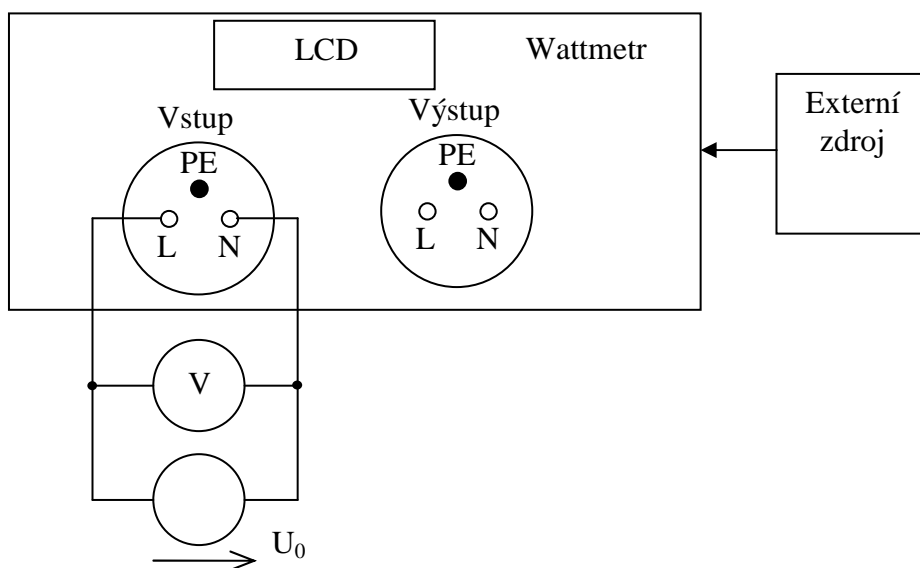 LCD
Wattmetr
Externí
zdroj
Vstup
Výstup
PE
PE
L N
L N
V
U₀